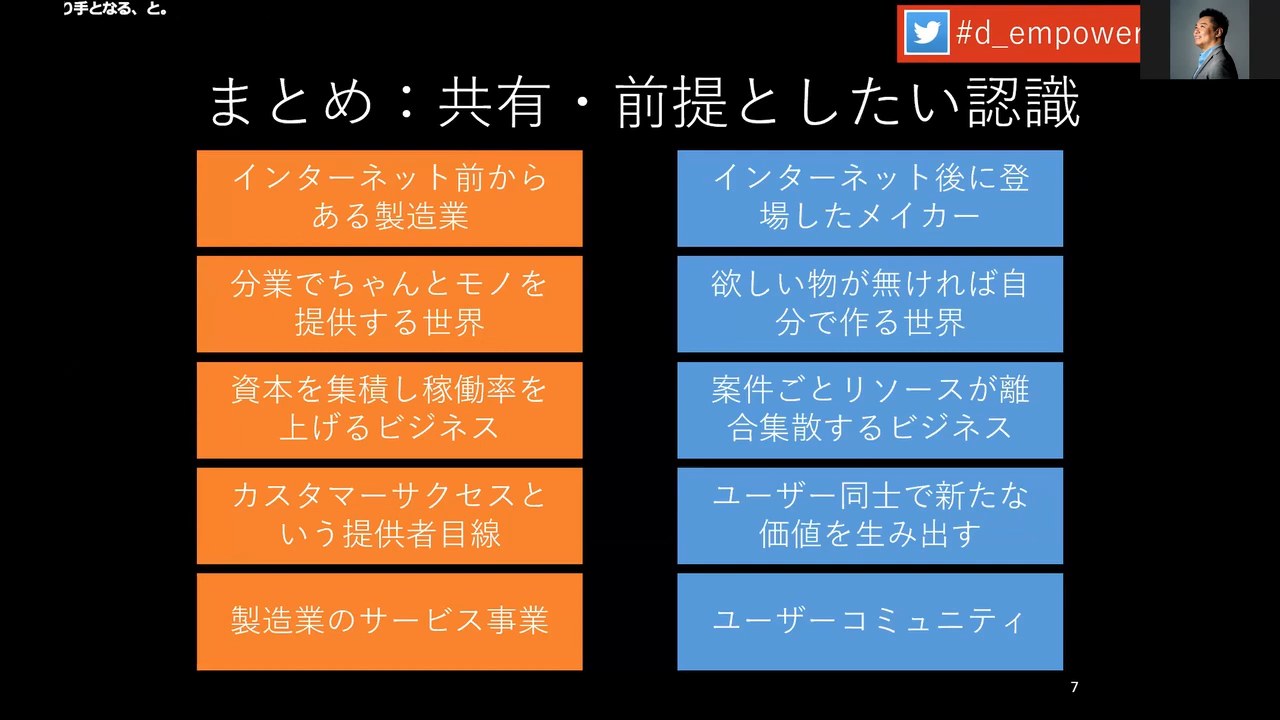 り手となる、と。
#d_empower
まとめ：共有・前提としたい認識
インターネット前から
ある製造業
インターネット後に登
場したメイカー
分業でちゃんとモノを
提供する世界
欲しい物が無ければ自
分で作る世界
資本を集積し稼働率を
上げるビジネス
案件ごとリソースが離
合集散するビジネス
カスタマーサクセスと
いう提供者目線
ユーザー同士で新たな
価値を生み出す
製造業のサービス事業
ユーザーコミュニティ
7